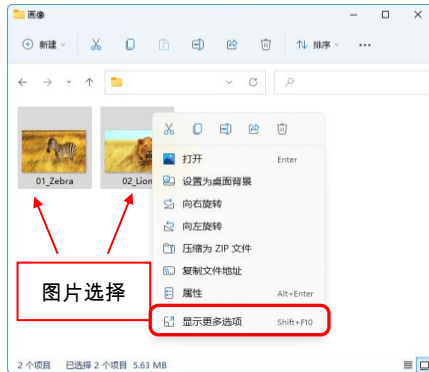 画像
新建
排序
01_Zebra
02_Lion
打开 Enter
设置为桌面背景
向右旋转
向左旋转
压缩为 ZIP 文件
复制文件地址
属性 Alt+Enter
显示更多选项 Shift+F10
图片选择
2 个项目 已选择 2 个项目 5.63 MB